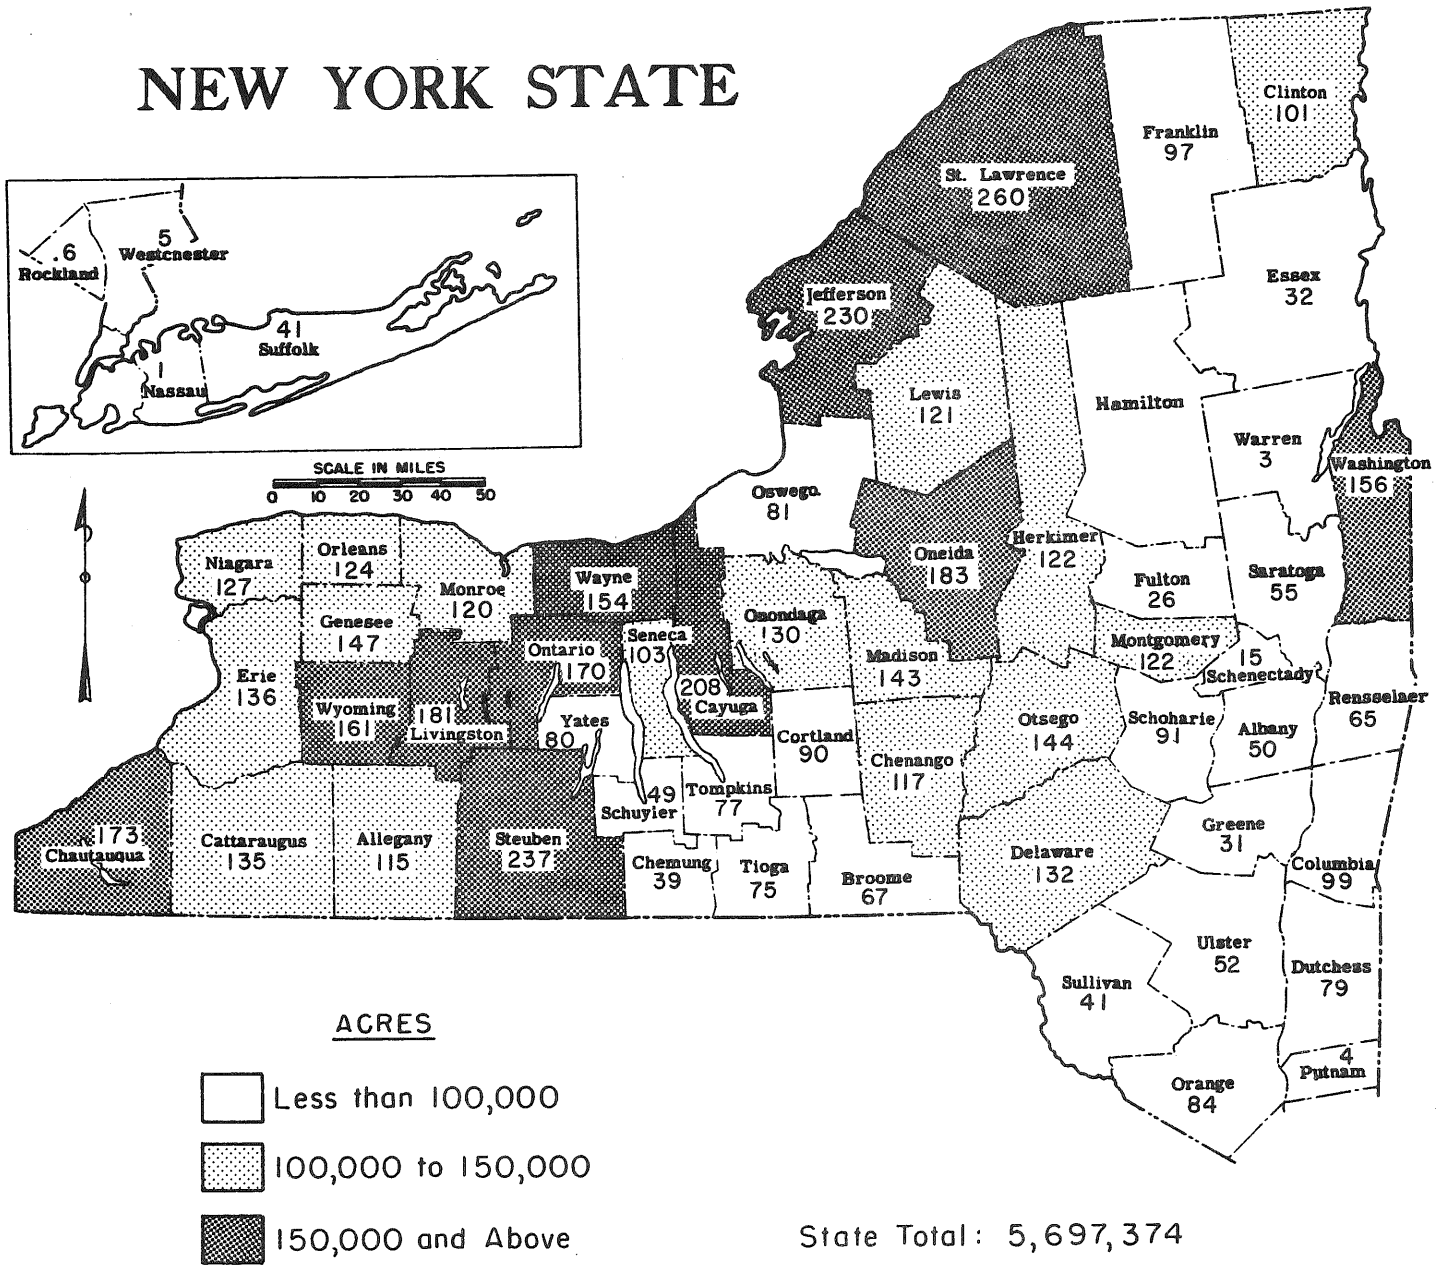 NEW YORK STATE
Clinton
101
Franklin
97
St. Lawrence
260
.6
Rockland
5
Westcnester
41
Suffolk
1
Nassau
Essex
32
Jefferson
230
Lewis
121
Hamilton
Warren
3
Washington
156
SCALE IN MILES
0 10 20 30 40 50
Oswego.
81
Niagara
127
Orleans
124
Monroe
120
Wayne
154
Oneida
183
Herkimer
122
Fulton
26
Saratoga
55
Genesee
147
Ontario
170
Seneca
103
Onondaga
130
Madison
143
Montgomery
122
15
Schenectady
Erie
136
Wyoming
161
181
Livingston
Yates
80
208
Cayuga
Cortland
90
Chenango
117
Otsego
144
Schoharie
91
Albany
50
Rensselaer
65
173
Chautauqua
Cattaraugus
135
Allegany
115
Steuben
237
49
Schuyler
Tompkins
77
Chemung
39
Tioga
75
Broome
67
Delaware
132
Greene
31
Columbia
99
Sullivan
41
Ulster
52
Dutchess
79
Orange
84
4
Putnam
ACRES
Less than 100,000
100,000 to 150,000
150,000 and Above
State Total: 5,697,374